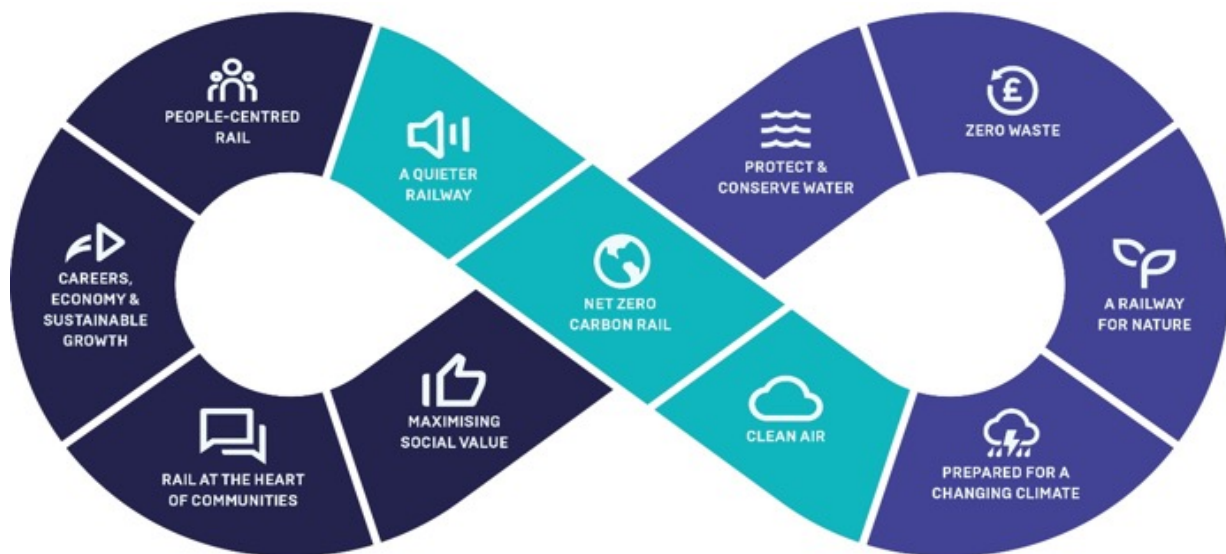 PEOPLE-CENTRED
RAIL
A QUIETER
RAILWAY
PROTECT &
CONSERVE WATER
£
ZERO WASTE
CAREERS,
ECONOMY &
SUSTAINABLE
GROWTH
NET ZERO
CARBON RAIL
A RAILWAY
FOR NATURE
MAXIMISING
SOCIAL VALUE
CLEAN AIR
RAIL AT THE HEART
OF COMMUNITIES
PREPARED FOR A
CHANGING CLIMATE